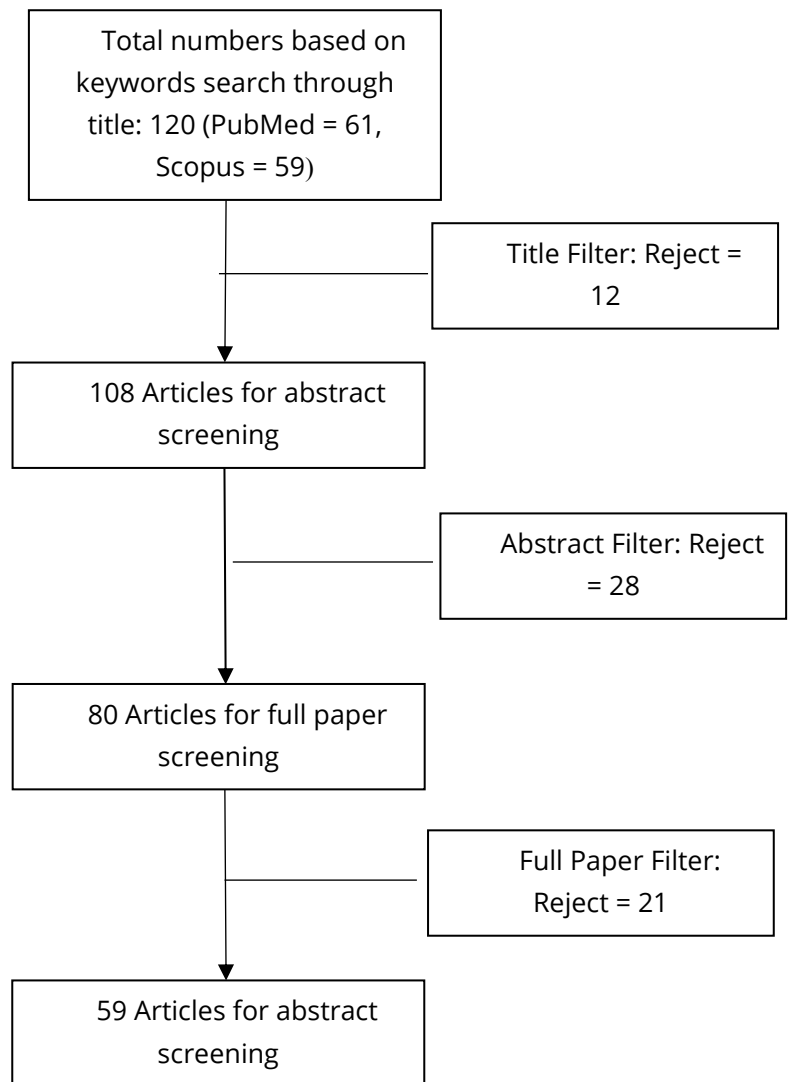 Total numbers based on
keywords search through
title: 120 (PubMed = 61,
Scopus = 59)
Title Filter: Reject =
12
108 Articles for abstract
screening
Abstract Filter: Reject
= 28
80 Articles for full paper
screening
Full Paper Filter:
Reject = 21
59 Articles for abstract
screening